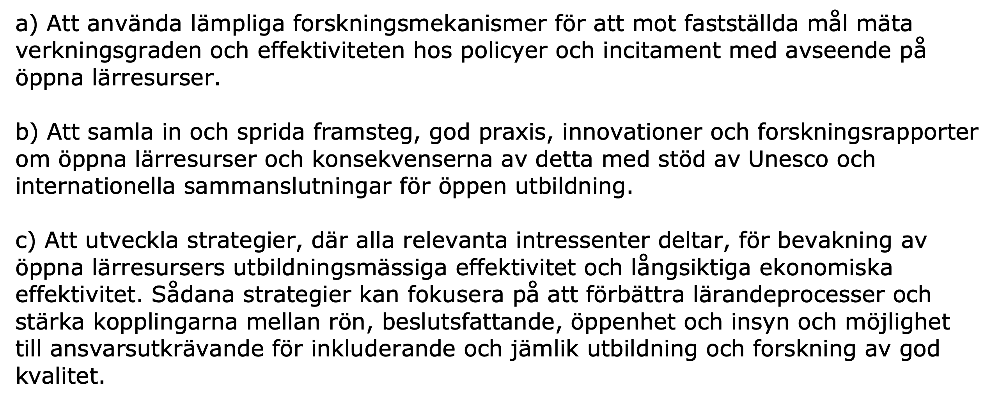 a) Att använda lämpliga forskningsmekanismer för att mot fastställda mål mäta
verkningsgraden och effektiviteten hos policyer och incitament med avseende på
öppna lärresurser.
b) Att samla in och sprida framsteg, god praxis, innovationer och forskningsrapporter
om öppna lärresurser och konsekvenserna av detta med stöd av Unesco och
internationella sammanslutningar för öppen utbildning.
c) Att utveckla strategier, där alla relevanta intressenter deltar, för bevakning av
öppna lärresursers utbildningsmässiga effektivitet och långsiktiga ekonomiska
effektivitet. Sådana strategier kan fokusera på att förbättra lärandeprocesser och
stärka kopplingarna mellan rön, beslutsfattande, öppenhet och insyn och möjlighet
till ansvarsutkrävande för inkluderande och jämlik utbildning och forskning av god
kvalitet.